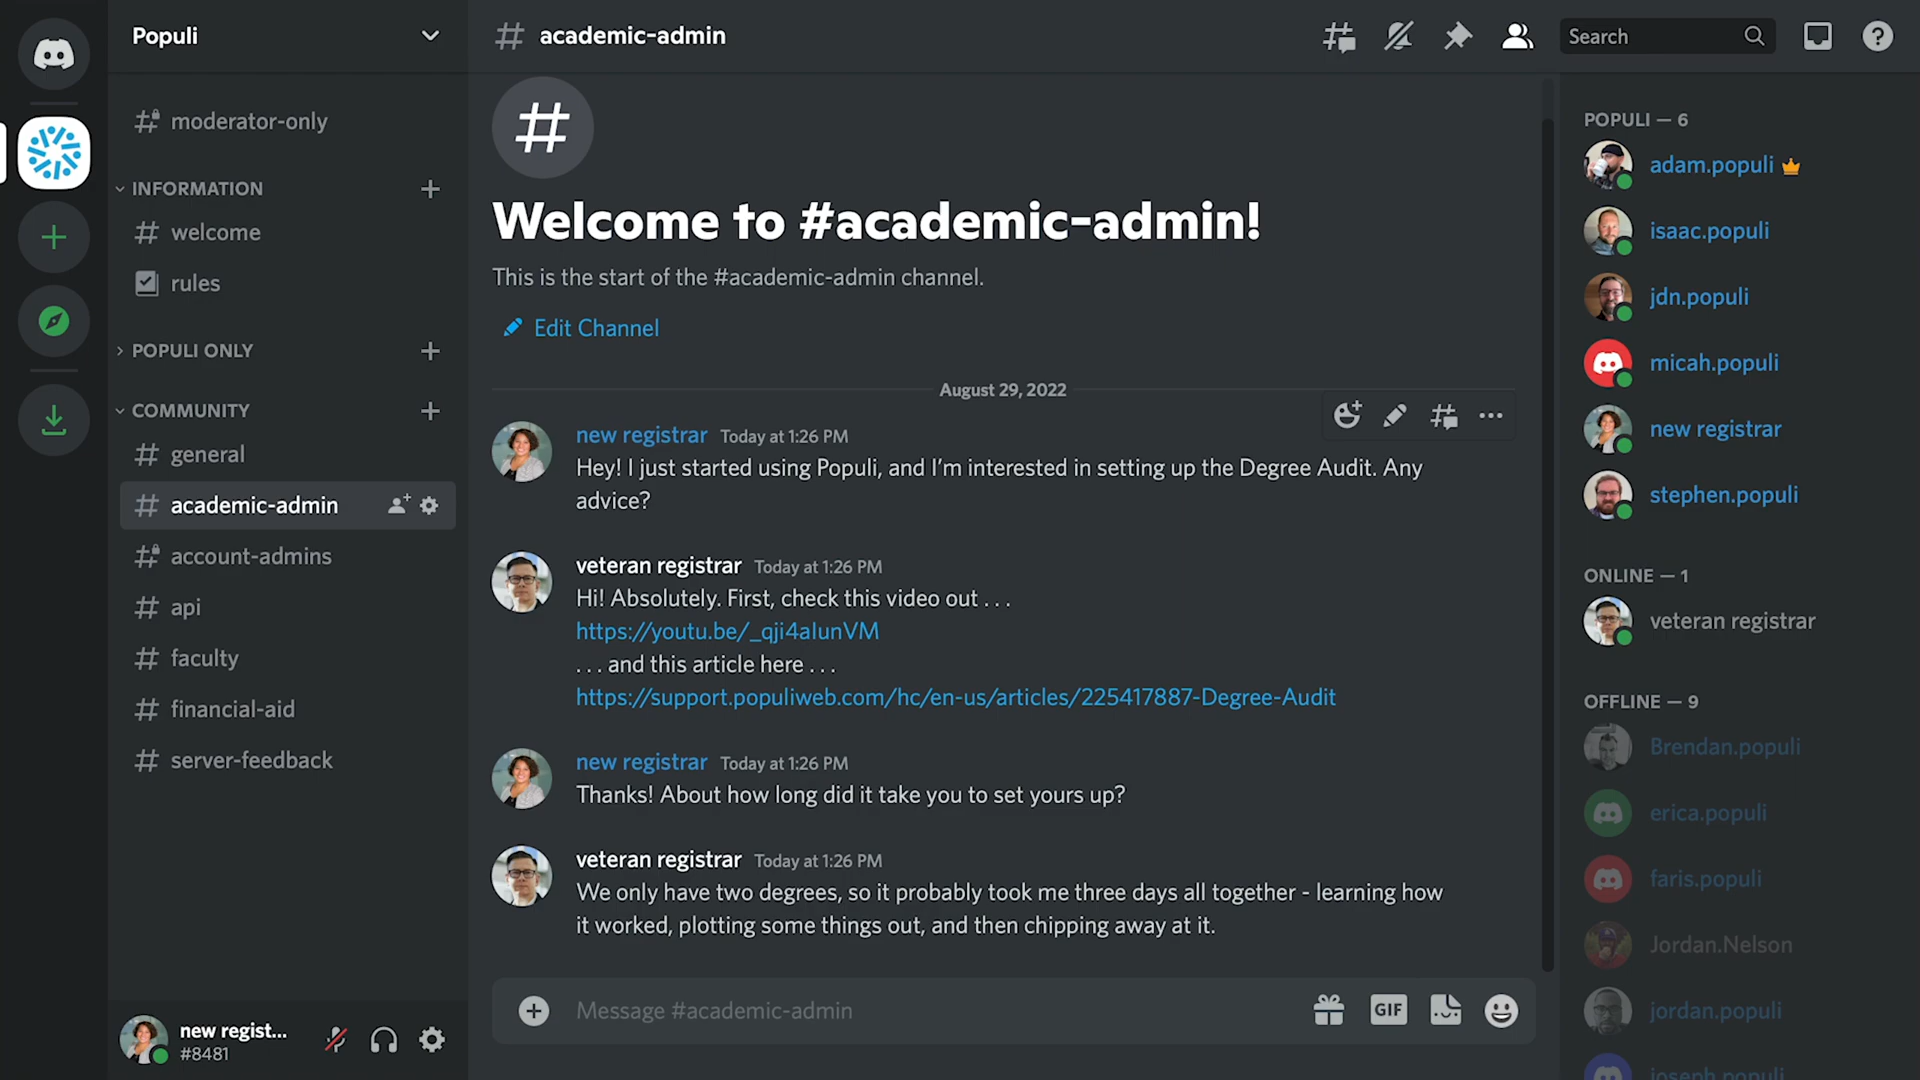 Populi
moderator-only
INFORMATION
welcome
rules
POPULI ONLY
COMMUNITY
general
academic-admin
account-admins
api
faculty
financial-aid
server-feedback
new regist...
#8481
# academic-admin
Search
#
Welcome to #academic-admin!
This is the start of the #academic-admin channel.
Edit Channel
August 29, 2022
new registrar Today at 1:26 PM
Hey! I just started using Populi, and I'm interested in setting up the Degree Audit. Any
advice?
veteran registrar Today at 1:26 PM
Hi! Absolutely. First, check this video out . . .
https://youtu.be/_qji4aIunVM
. . . and this article here . . .
https://support.populiweb.com/hc/en-us/articles/225417887-Degree-Audit
new registrar Today at 1:26 PM
Thanks! About how long did it take you to set yours up?
veteran registrar Today at 1:26 PM
We only have two degrees, so it probably took me three days all together - learning how
it worked, plotting some things out, and then chipping away at it.
Message #academic-admin
GIF
POPULI — 6
adam.populi
isaac.populi
jdn.populi
micah.populi
new registrar
stephen.populi
ONLINE — 1
veteran registrar
OFFLINE — 9
Brendan.populi
erica.populi
faris.populi
Jordan.Nelson
jordan.populi
joseph.populi